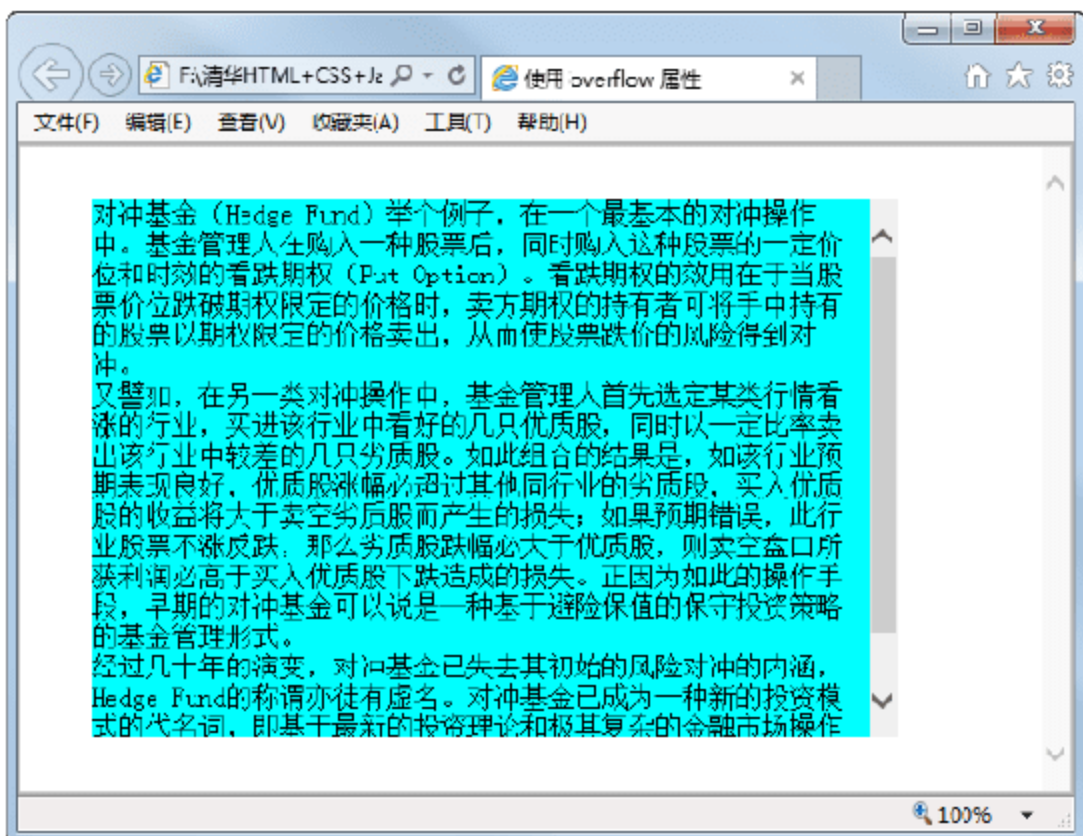 F:\清华HTML+CSS+Ja
使用 overflow 属性
文件(F) 编辑(E) 查看(V) 收藏夹(A) 工具(T) 帮助(H)
对冲基金（Hedge Fund）举个例子，在一个最基本的对冲操作
中。基金管理人在购入一种股票后，同时购入这种股票的一定价
位和时效的看跌期权（Put Option）。看跌期权的效用在于当股
票价位跌破期权限定的价格时，卖方期权的持有者可将手中持有
的股票以期权限定的价格卖出，从而使股票跌价的风险得到对
冲。
又譬如，在另一类对冲操作中，基金管理人首先选定某类行情看
涨的行业，买进该行业中看好的几只优质股，同时以一定比率卖
出该行业中较差的几只劣质股。如此组合的结果是，如该行业预
期表现良好，优质股涨幅必超过其他同行业的劣质股，买入优质
股的收益将大于卖空劣质股而产生的损失；如果预期错误，此行
业股票不涨反跌，那么劣质股跌幅必大于优质股，则卖空盘口所
获利润必高于买入优质股下跌造成的损失。正因为如此的操作手
段，早期的对冲基金可以说是一种基于避险保值的保守投资策略
的基金管理形式。
经过几十年的演变，对冲基金已失去其初始的风险对冲的内涵，
Hedge Fund的称谓亦徒有虚名。对冲基金已成为一种新的投资模
式的代名词，即基于最新的投资理论和极其复杂的金融市场操作
100%